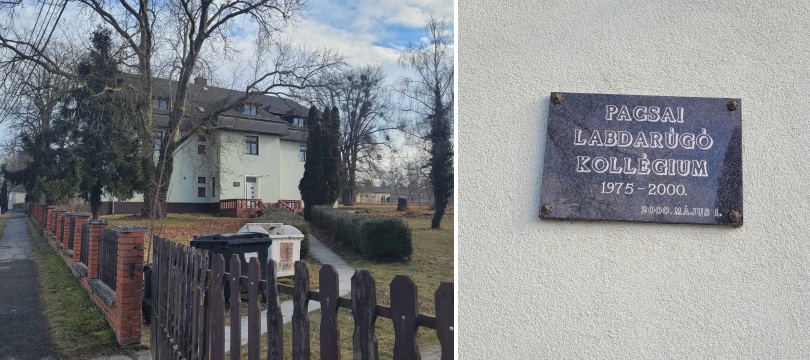 PACSAI
LABDARÚGÓ
KOLLÉGIUM
1975-2000.
2000. MÁJUS 1.